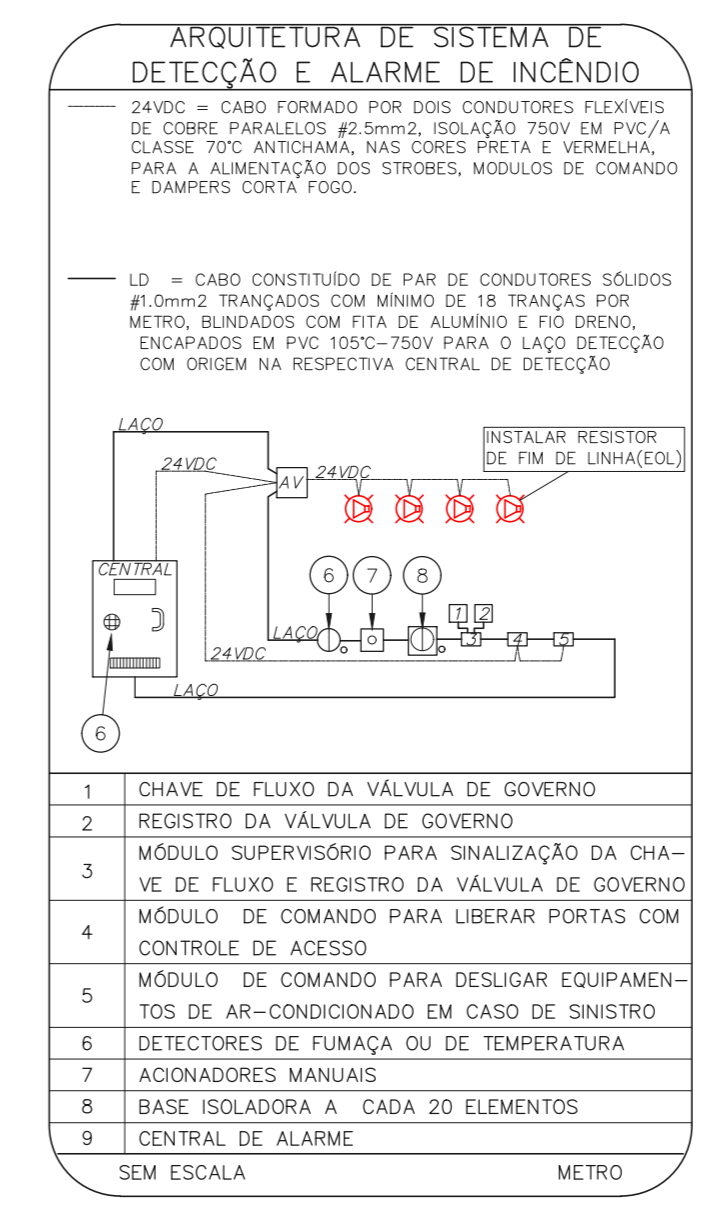 ARQUITETURA DE SISTEMA DE
DETECÇÃO E ALARME DE INCÊNDIO
24VDC = CABO FORMADO POR DOIS CONDUTORES FLEXÍVEIS
DE COBRE PARALELOS #2.5mm2, ISOLAÇÃO 750V EM PVC/A
CLASSE 70°C ANTICHAMA, NAS CORES PRETA E VERMELHA,
PARA A ALIMENTAÇÃO DOS STROBES, MODULOS DE COMANDO
E DAMPERS CORTA FOGO.
LD = CABO CONSTITUÍDO DE PAR DE CONDUTORES SÓLIDOS
#1.0mm2 TRANÇADOS COM MÍNIMO DE 18 TRANÇAS POR
METRO, BLINDADOS COM FITA DE ALUMÍNIO E FIO DRENO,
ENCAPADOS EM PVC 105°C-750V PARA O LAÇO DETECÇÃO
COM ORIGEM NA RESPECTIVA CENTRAL DE DETECÇÃO
LAÇO
INSTALAR RESISTOR
DE FIM DE LINHA(EOL)
24VDC
AV
24VDC
CENTRAL
6
7
8
1
2
LAÇO
3
4
5
24VDC
LAÇO
6
1 CHAVE DE FLUXO DA VÁLVULA DE GOVERNO
2 REGISTRO DA VÁLVULA DE GOVERNO
3 MÓDULO SUPERVISÓRIO PARA SINALIZAÇÃO DA CHA-
VE DE FLUXO E REGISTRO DA VÁLVULA DE GOVERNO
4 MÓDULO DE COMANDO PARA LIBERAR PORTAS COM
CONTROLE DE ACESSO
5 MÓDULO DE COMANDO PARA DESLIGAR EQUIPAMEN-
TOS DE AR-CONDICIONADO EM CASO DE SINISTRO
6 DETECTORES DE FUMAÇA OU DE TEMPERATURA
7 ACIONADORES MANUAIS
8 BASE ISOLADORA A CADA 20 ELEMENTOS
9 CENTRAL DE ALARME
SEM ESCALA METRO